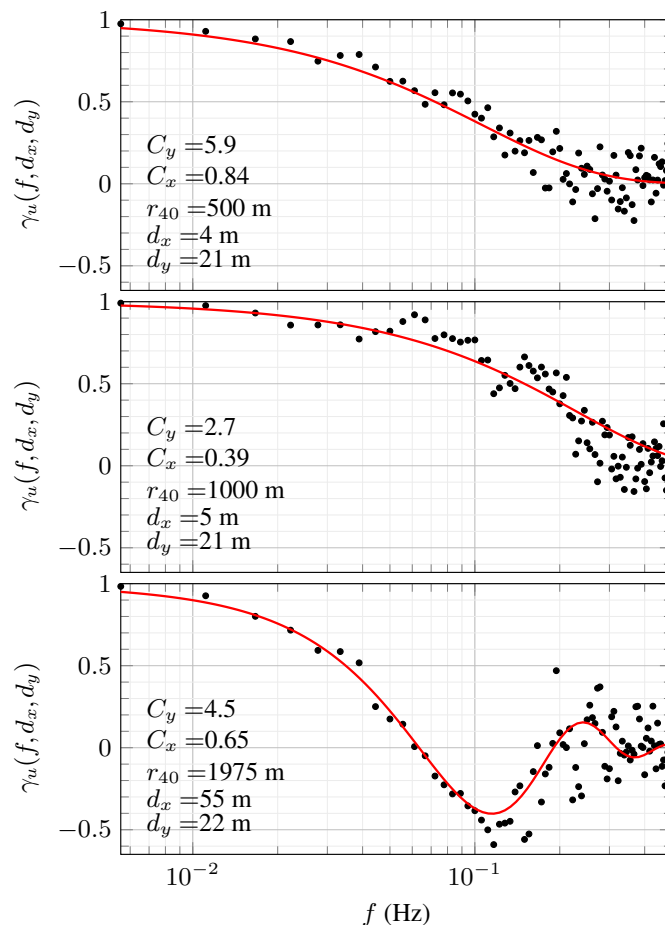 1
0.5
0
−0.5
γu(f, dx, dy)
Cy =5.9
Cx =0.84
r40 =500 m
dx =4 m
dy =21 m
1
0.5
0
−0.5
γu(f, dx, dy)
Cy =2.7
Cx =0.39
r40 =1000 m
dx =5 m
dy =21 m
1
0.5
0
−0.5
γu(f, dx, dy)
Cy =4.5
Cx =0.65
r40 =1975 m
dx =55 m
dy =22 m
10−2 10−1
f (Hz)